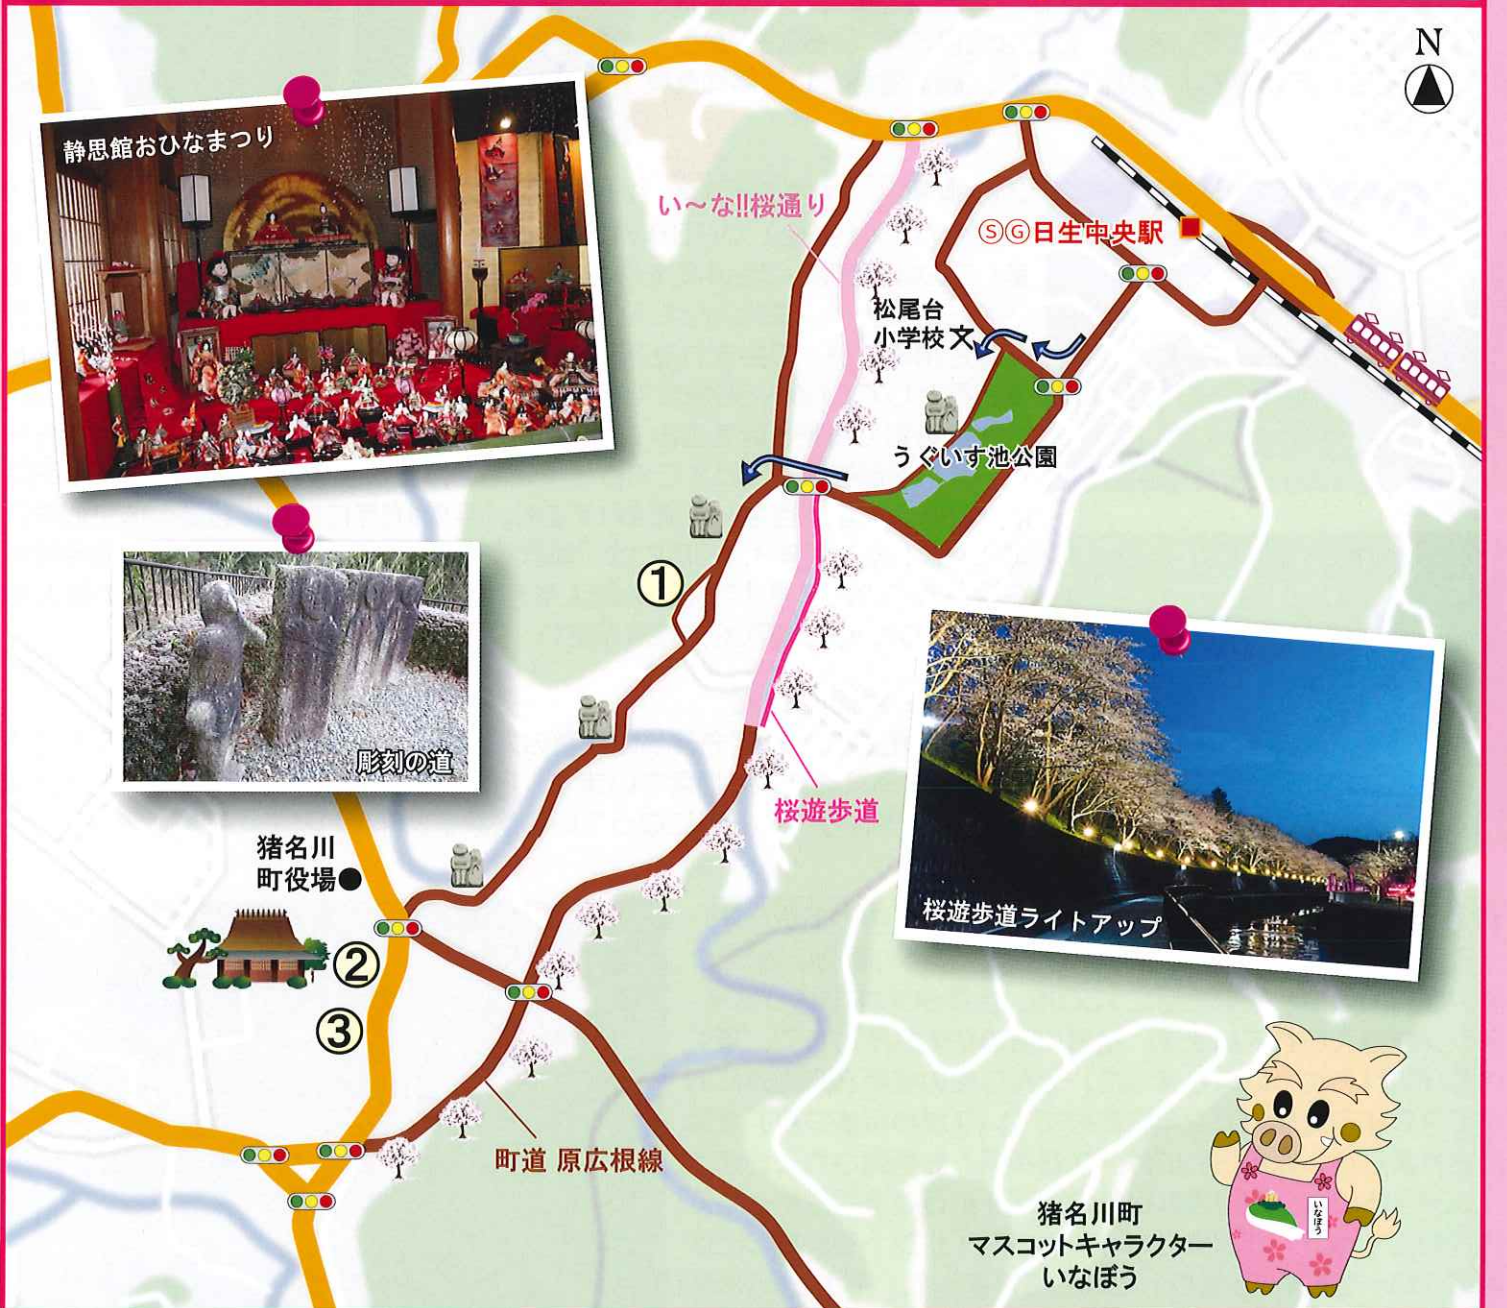 N
静思館おひなまつり
い～な!!桜通り
ⓈⒼ日生中央駅
松尾台
小学校
うぐいす池公園
①
彫刻の道
桜遊歩道
猪名川
町役場
桜遊歩道ライトアップ
②
③
町道 原広根線
猪名川町
マスコットキャラクター
いなぼう
いなぼう